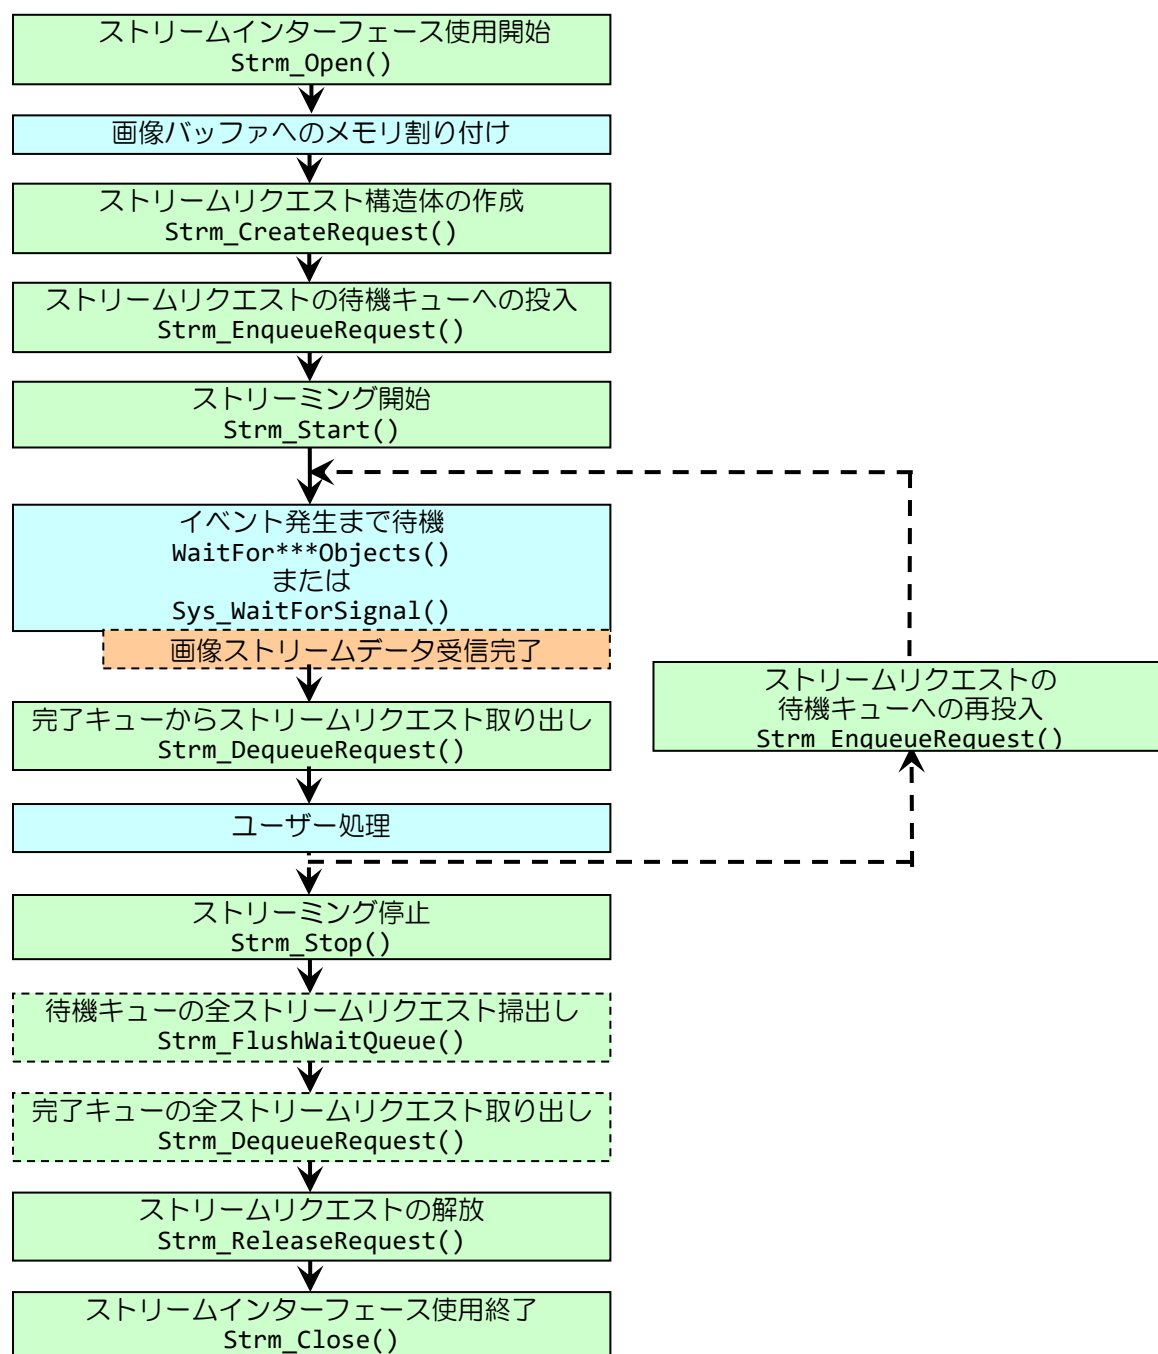 ストリームインターフェース使用開始
Strm_Open()
画像バッファへのメモリ割り付け
ストリームリクエスト構造体の作成
Strm_CreateRequest()
ストリームリクエストの待機キューへの投入
Strm_EnqueueRequest()
ストリーミング開始
Strm_Start()
イベント発生まで待機
WaitFor***Objects()
または
Sys_WaitForSignal()
画像ストリームデータ受信完了
完了キューからストリームリクエスト取り出し
Strm_DequeueRequest()
ストリームリクエストの
待機キューへの再投入
Strm_EnqueueRequest()
ユーザー処理
ストリーミング停止
Strm_Stop()
待機キューの全ストリームリクエスト掃出し
Strm_FlushWaitQueue()
完了キューの全ストリームリクエスト取り出し
Strm_DequeueRequest()
ストリームリクエストの解放
Strm_ReleaseRequest()
ストリームインターフェース使用終了
Strm_Close()